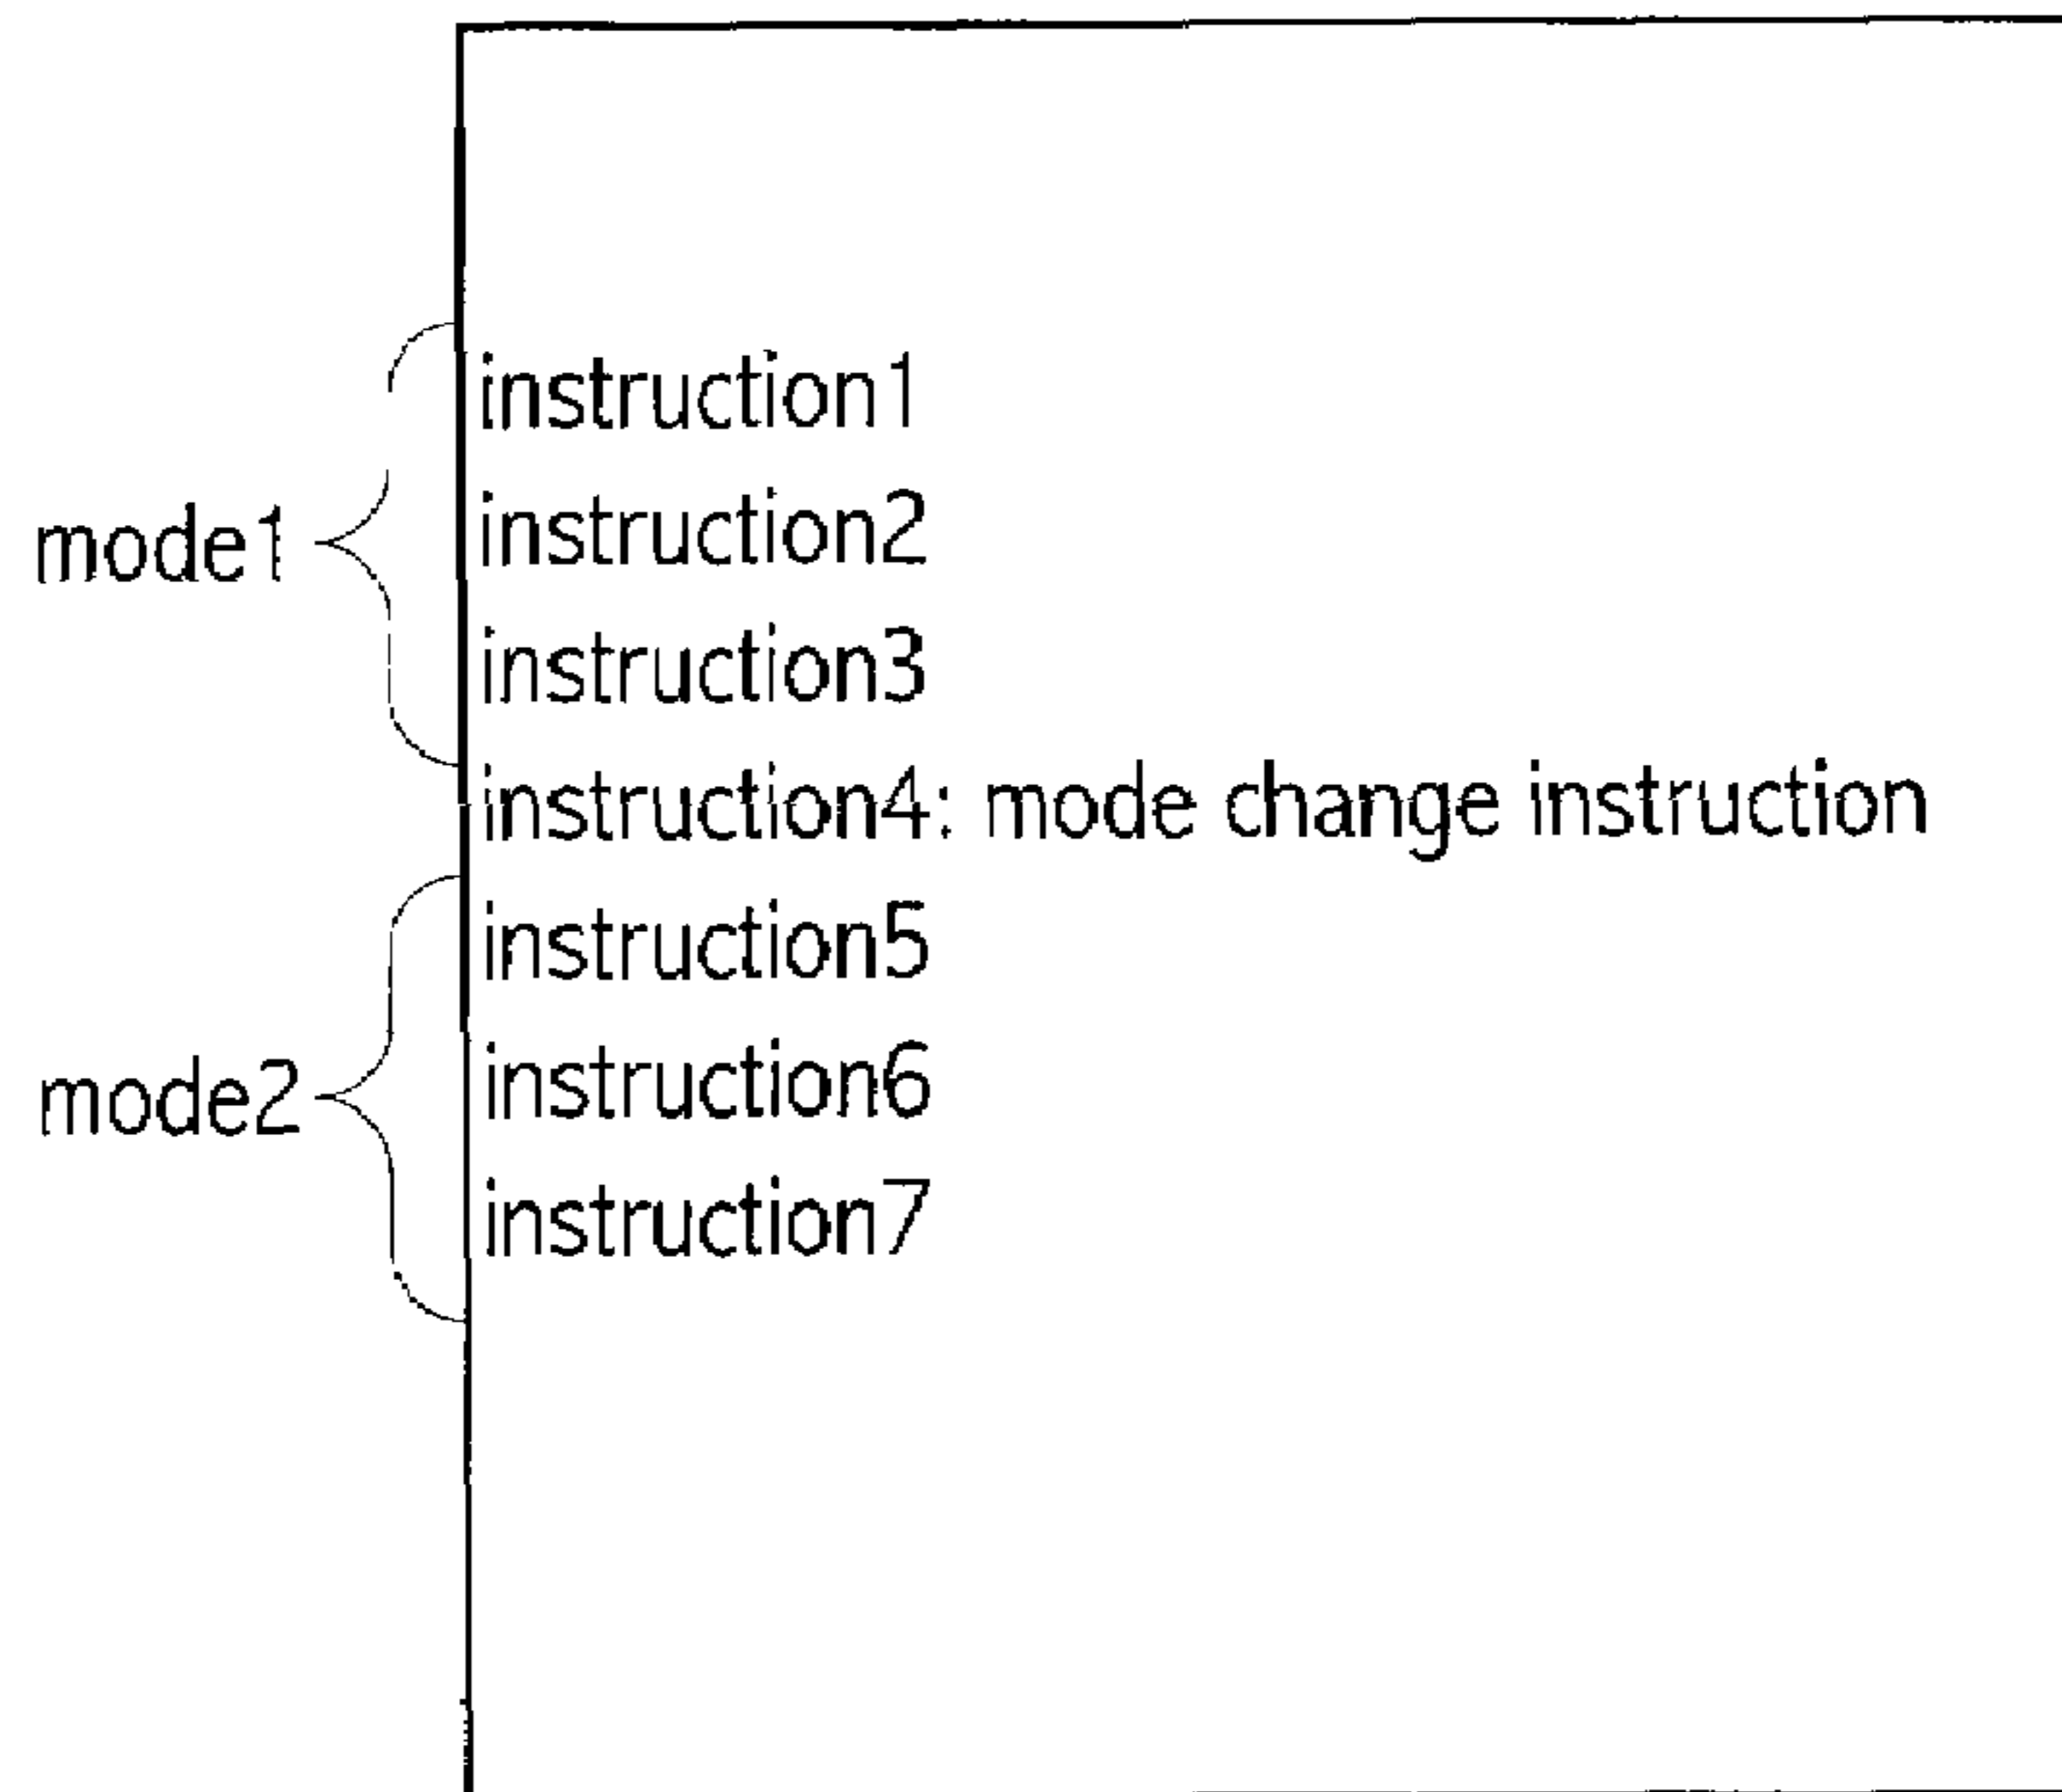 instruction1
instruction2
mode1
instruction3
instruction4: mode change instruction
instruction5
instruction6
mode2
instruction7